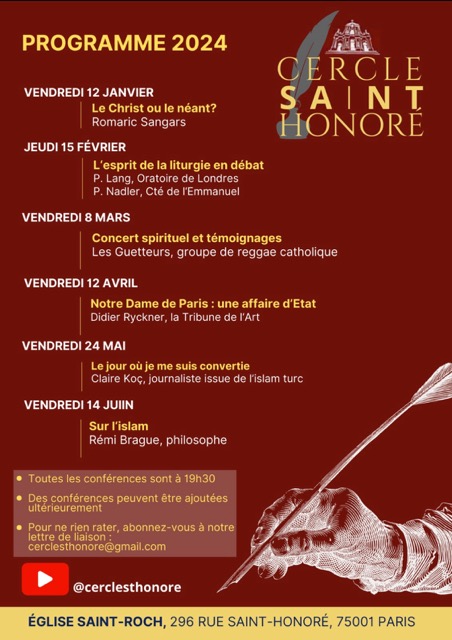 PROGRAMME 2024
CERCLE
SAINT
HONORÉ
VENDREDI 12 JANVIER
Le Christ ou le néant?
Romaric Sangars
JEUDI 15 FÉVRIER
L'esprit de la liturgie en débat
P. Lang, Oratoire de Londres
P. Nadler, Cté de l'Emmanuel
VENDREDI 8 MARS
Concert spirituel et témoignages
Les Guetteurs, groupe de reggae catholique
VENDREDI 12 AVRIL
Notre Dame de Paris : une affaire d'Etat
Didier Ryckner, la Tribune de l'Art
VENDREDI 24 MAI
Le jour où je me suis convertie
Claire Koç, journaliste issue de l'islam turc
VENDREDI 14 JUIIN
Sur l'islam
Rémi Brague, philosophe
Toutes les conférences sont à 19h30
Des conférences peuvent être ajoutées
ultérieurement
Pour ne rien rater, abonnez-vous à notre
lettre de liaison :
cerclesthonore@gmail.com
@cerclesthonore
ÉGLISE SAINT-ROCH, 296 RUE SAINT-HONORÉ, 75001 PARIS